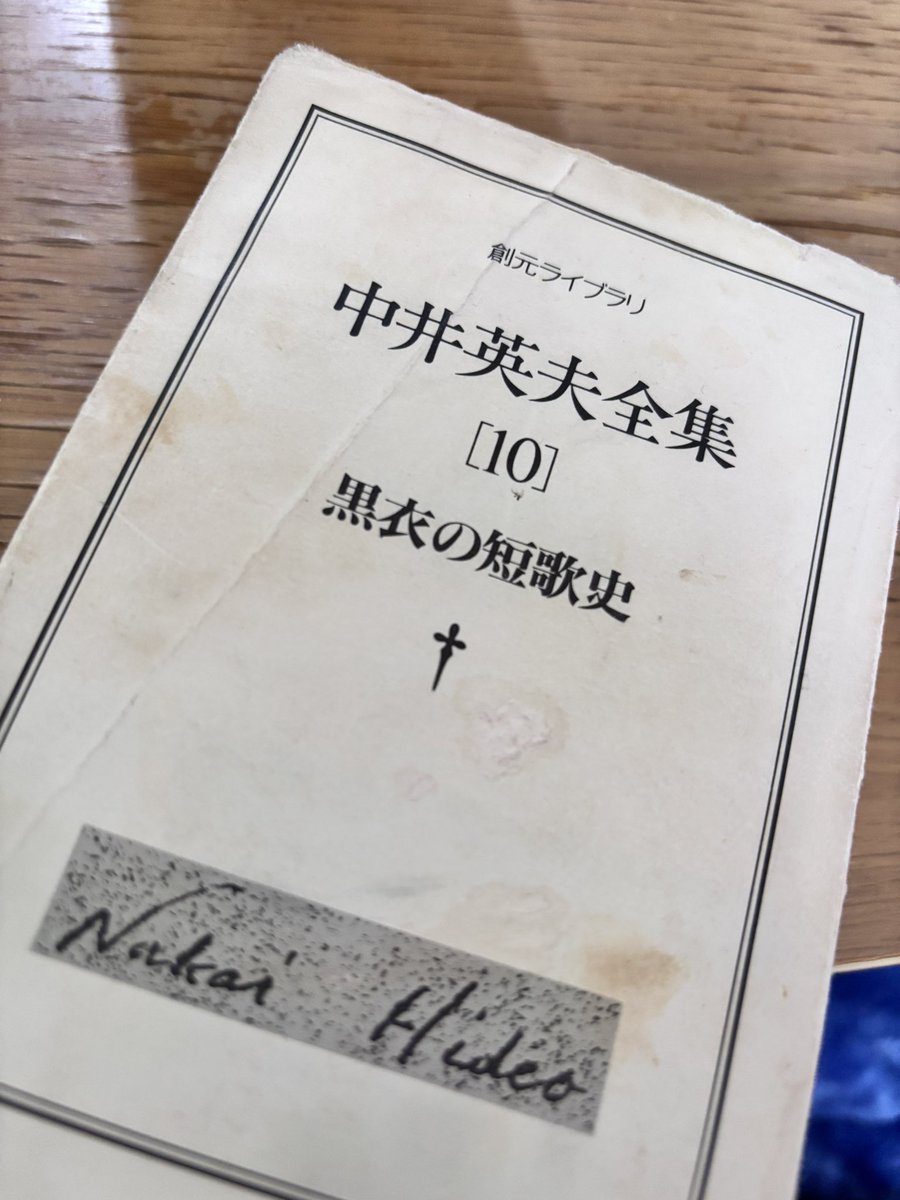 創元ライブラリ
中井英夫全集
[10]
黒衣の短歌史
†
Nakai Hideo